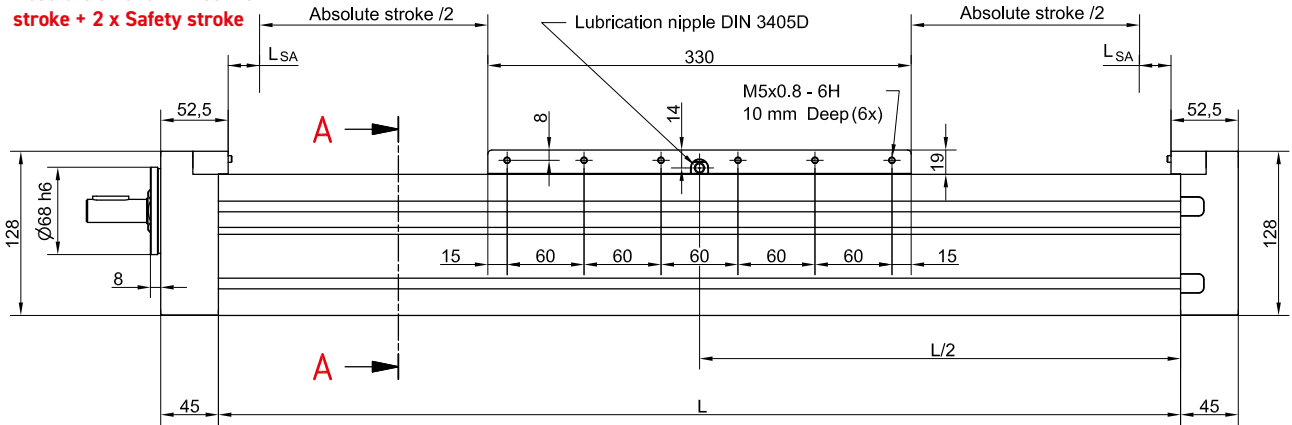 stroke + 2 x Safety stroke
Absolute stroke /2
Lubrication nipple DIN 3405D
Absolute stroke /2
LSA
330
LSA
52,5
M5x0.8 - 6H
10 mm Deep (6x)
52,5
A
8
14
19
128
Ø68 h6
128
15
60
60
60
60
60
15
8
A
L/2
45
L
45